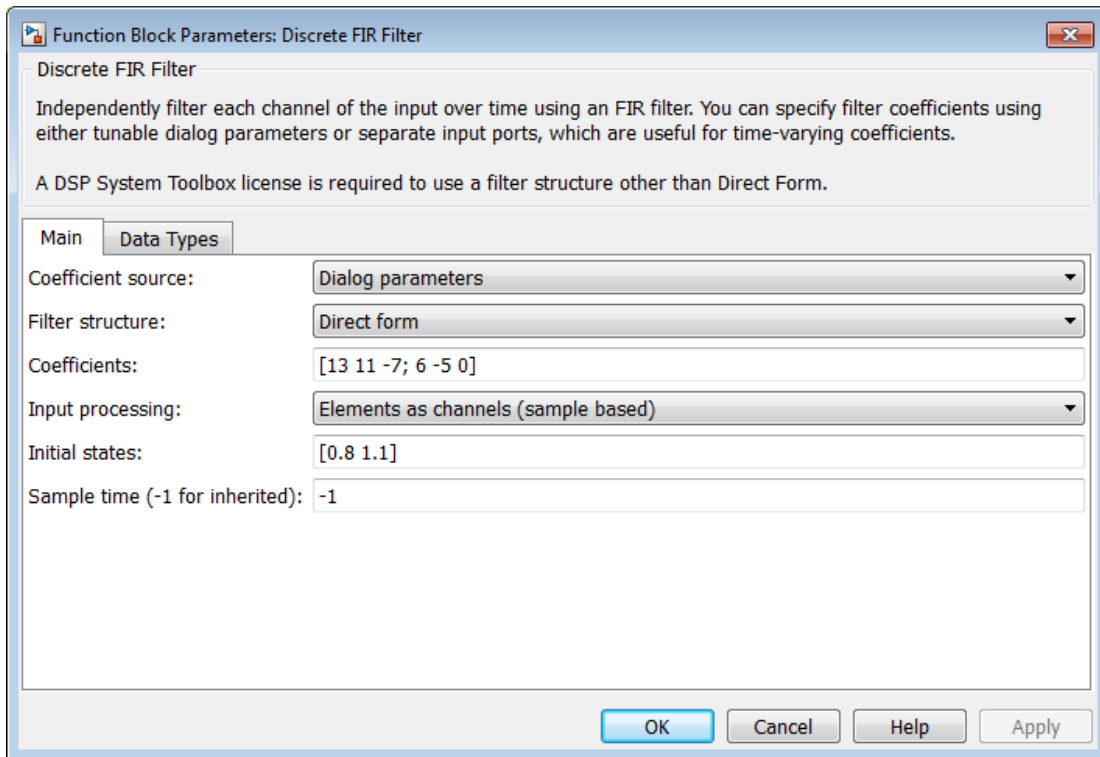 Function Block Parameters: Discrete FIR Filter
Discrete FIR Filter
Independently filter each channel of the input over time using an FIR filter. You can specify filter coefficients using
either tunable dialog parameters or separate input ports, which are useful for time-varying coefficients.
A DSP System Toolbox license is required to use a filter structure other than Direct Form.
Main Data Types
Coefficient source: Dialog parameters
Filter structure: Direct form
Coefficients: [13 11 -7; 6 -5 0]
Input processing: Elements as channels (sample based)
Initial states: [0.8 1.1]
Sample time (-1 for inherited): -1
OK Cancel Help Apply